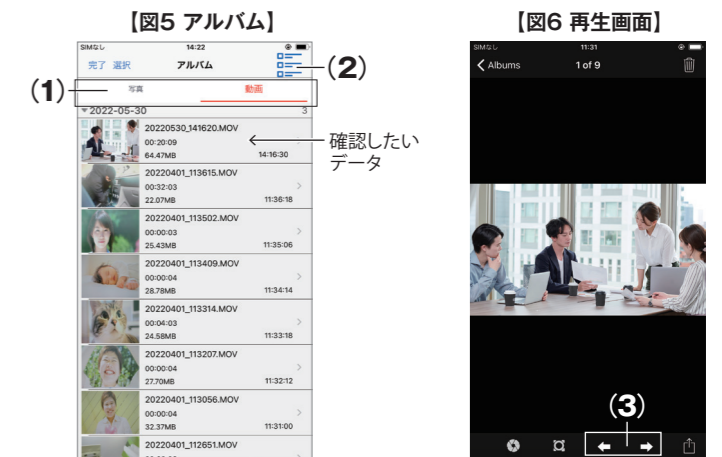 【図5 アルバム】
SIMなし 14:22
完了 選択 アルバム
(2)
(1)
写真 動画
2022-05-30 3
20220530_141620.MOV
00:20:09
64.47MB 14:16:30
確認したい
データ
20220401_113615.MOV
00:32:03
22.07MB 11:36:18
20220401_113502.MOV
00:00:03
25.43MB 11:35:06
20220401_113409.MOV
00:00:04
28.78MB 11:34:14
20220401_113314.MOV
00:04:03
24.58MB 11:33:18
20220401_113207.MOV
00:00:04
27.70MB 11:32:12
20220401_113056.MOV
00:00:04
32.37MB 11:31:00
20220401_112651.MOV
【図6 再生画面】
SIMなし 11:31
Albums 1 of 9
(3)